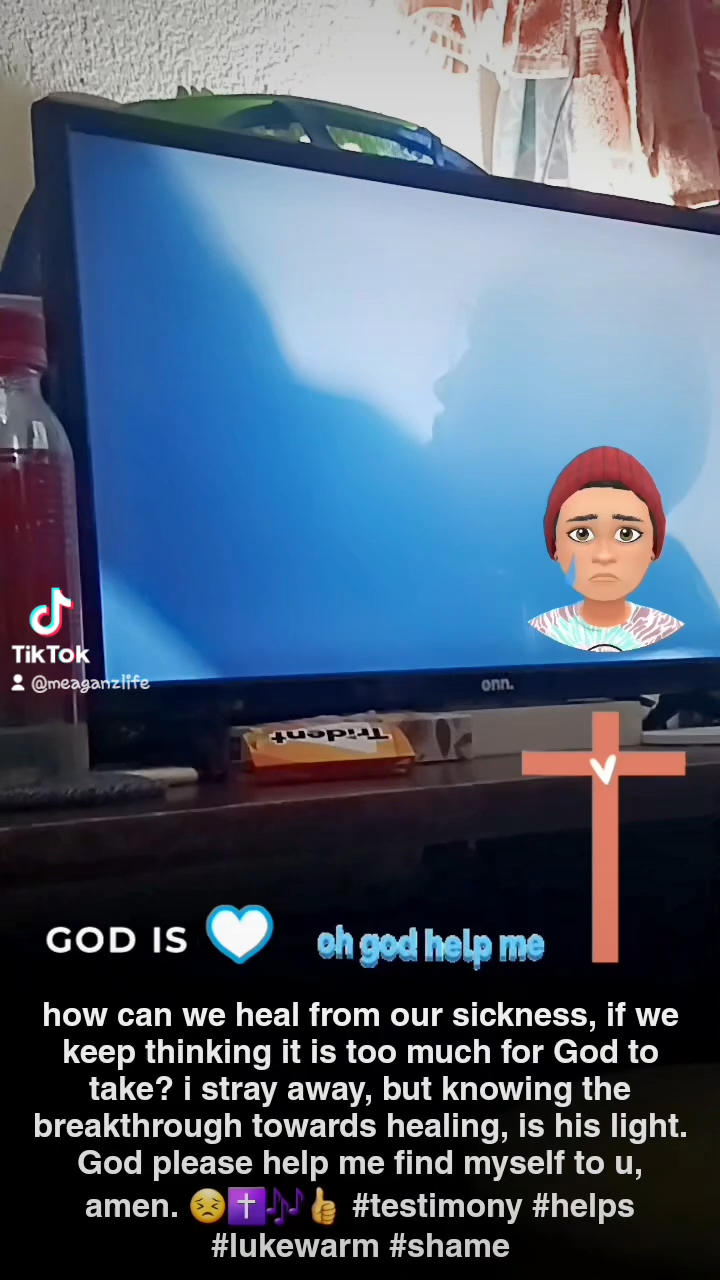 TikTok
@meaganzlife
onn.
Trident
GOD IS
oh god help me
how can we heal from our sickness, if we
keep thinking it is too much for God to
take? i stray away, but knowing the
breakthrough towards healing, is his light.
God please help me find myself to u,
amen. 😣✝️🎶👍 #testimony #helps
#lukewarm #shame